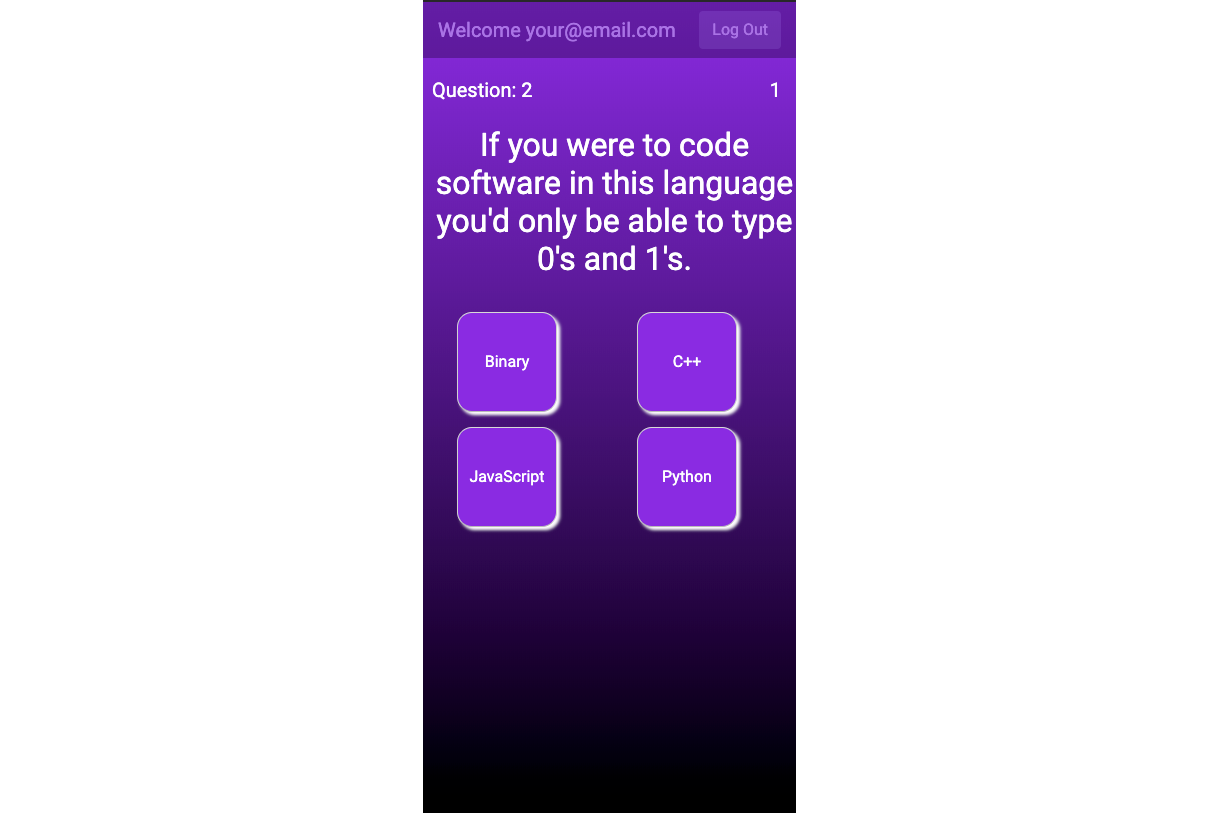 Welcome your@email.com Log Out
Question: 2 1
If you were to code
software in this language
you'd only be able to type
0's and 1's.
Binary C++
JavaScript Python